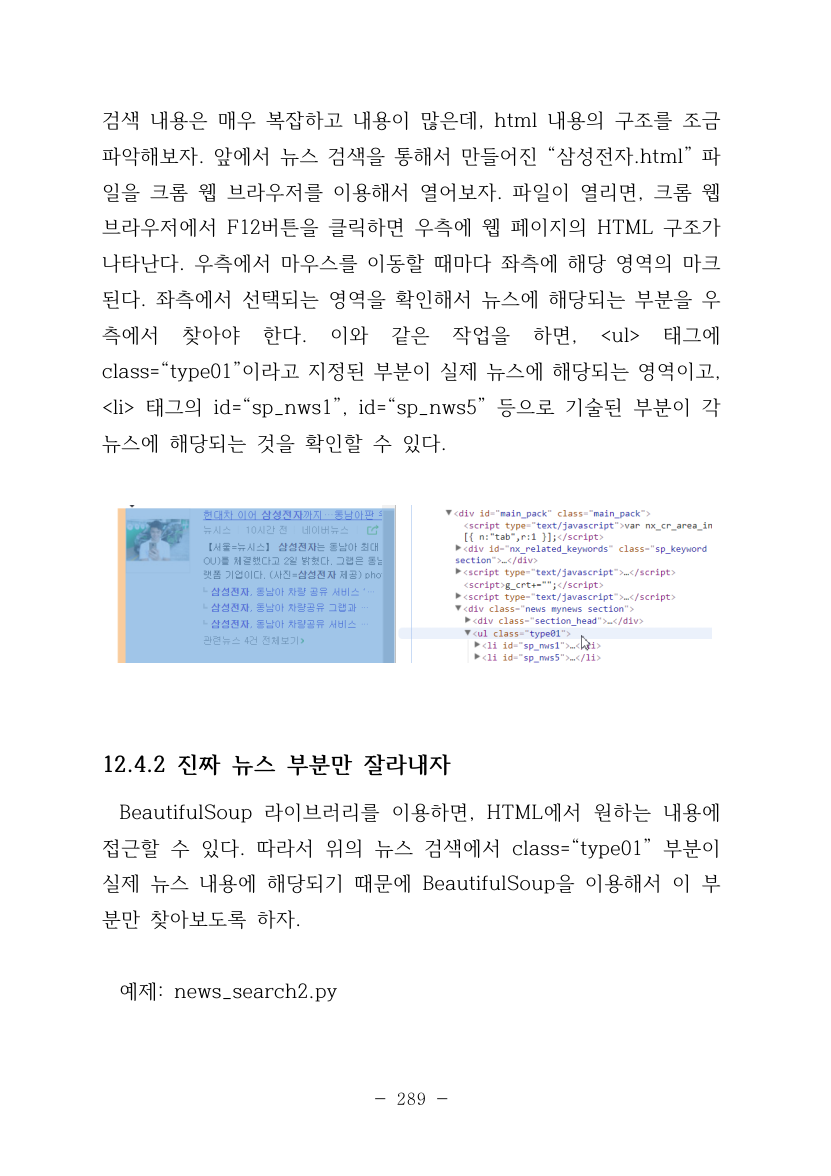 검색 내용은 매우 복잡하고 내용이 많은데, html 내용의 구조를 조금
파악해보자. 앞에서 뉴스 검색을 통해서 만들어진 “삼성전자.html” 파
일을 크롬 웹 브라우저를 이용해서 열어보자. 파일이 열리면, 크롬 웹
브라우저에서 F12버튼을 클릭하면 우측에 웹 페이지의 HTML 구조가
나타난다. 우측에서 마우스를 이동할 때마다 좌측에 해당 영역의 마크
된다. 좌측에서 선택되는 영역을 확인해서 뉴스에 해당되는 부분을 우
측에서 찾아야 한다. 이와 같은 작업을 하면, <ul> 태그에
class=“type01”이라고 지정된 부분이 실제 뉴스에 해당되는 영역이고,
<li> 태그의 id=“sp_nws1”, id=“sp_nws5” 등으로 기술된 부분이 각
뉴스에 해당되는 것을 확인할 수 있다.
현대차 이어 삼성전자까지…동남아판
뉴시스 10시간 전 네이버뉴스
【서울=뉴시스】 삼성전자는 동남아 최대
OU)를 체결했다고 2일 밝혔다. 그랩은 동남
랫폼 기업이다. (사진=삼성전자 제공) pho
└ 삼성전자, 동남아 차량 공유 서비스 '…
└ 삼성전자, 동남아 차량공유 그랩과 …
└ 삼성전자, 동남아 차량공유 서비스 …
관련뉴스 4건 전체보기>
▼<div id="main_pack" class="main_pack">
<script type="text/javascript">var nx_cr_area_in
[{ n:"tab",r:1 }];</script>
▶<div id="nx_related_keywords" class="sp_keyword
section">…</div>
▶<script type="text/javascript">…</script>
<script>g_crt+="";</script>
▶<script type="text/javascript">…</script>
▼<div class="news mynews section">
▶<div class="section_head">…</div>
▼<ul class="type01">
▶<li id="sp_nws1">…</li>
▶<li id="sp_nws5">…</li>
12.4.2 진짜 뉴스 부분만 잘라내자
BeautifulSoup 라이브러리를 이용하면, HTML에서 원하는 내용에
접근할 수 있다. 따라서 위의 뉴스 검색에서 class=“type01” 부분이
실제 뉴스 내용에 해당되기 때문에 BeautifulSoup을 이용해서 이 부
분만 찾아보도록 하자.
예제: news_search2.py
- 289 -